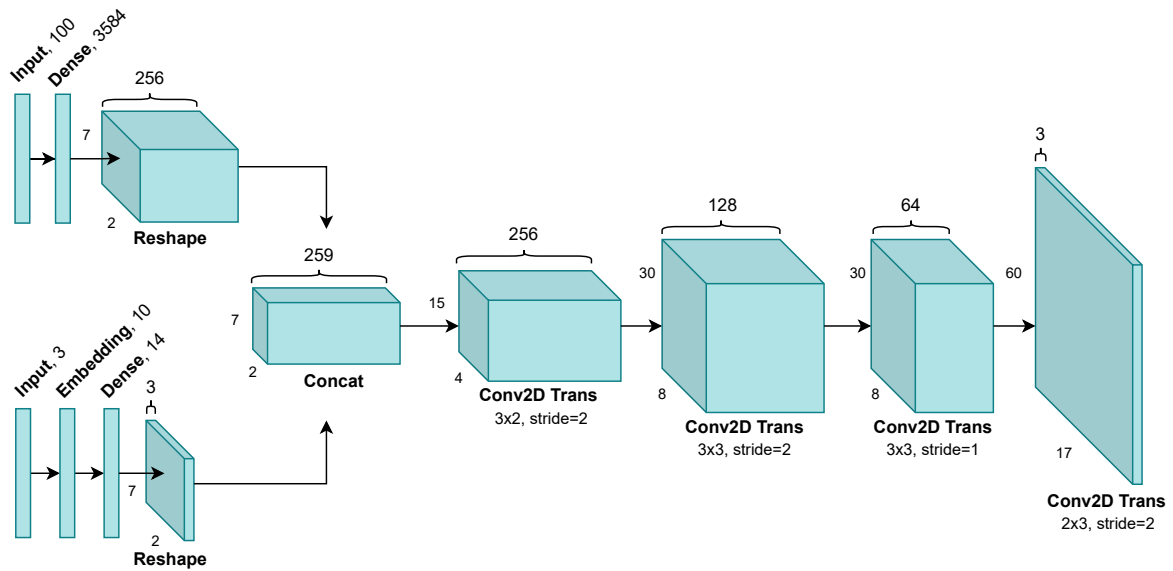 Input, 100
Dense, 3584
256
7
2
Reshape
Input, 3
Embedding, 10
Dense, 14
3
7
2
Reshape
259
7
2
Concat
256
15
4
Conv2D Trans
3x2, stride=2
128
30
8
Conv2D Trans
3x3, stride=2
64
30
8
Conv2D Trans
3x3, stride=1
3
60
17
Conv2D Trans
2x3, stride=2